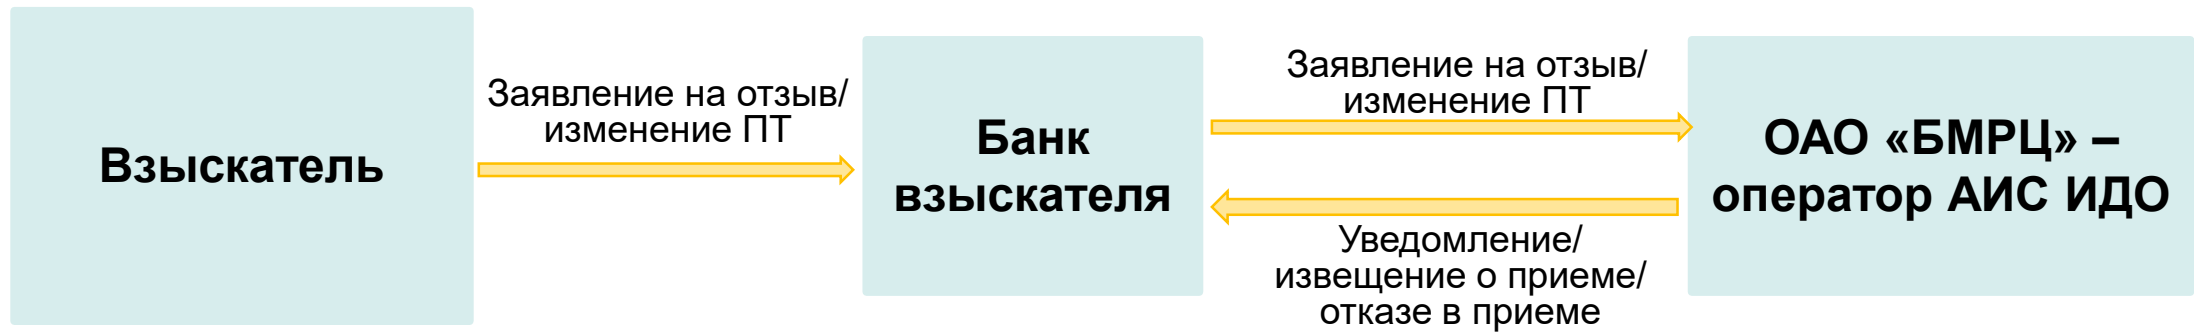 Взыскатель
Заявление на отзыв/
изменение ПТ
Банк
взыскателя
Заявление на отзыв/
изменение ПТ
Уведомление/
извещение о приеме/
отказе в приеме
ОАО «БМРЦ» –
оператор АИС ИДО